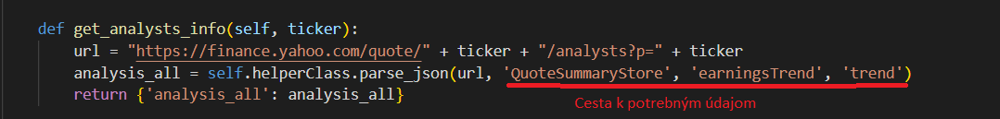 def get_analysts_info(self, ticker):
url = "https://finance.yahoo.com/quote/" + ticker + "/analysts?p=" + ticker
analysis_all = self.helperClass.parse_json(url, 'QuoteSummaryStore', 'earningsTrend', 'trend')
return {'analysis_all': analysis_all}
Cesta k potrebným údajom